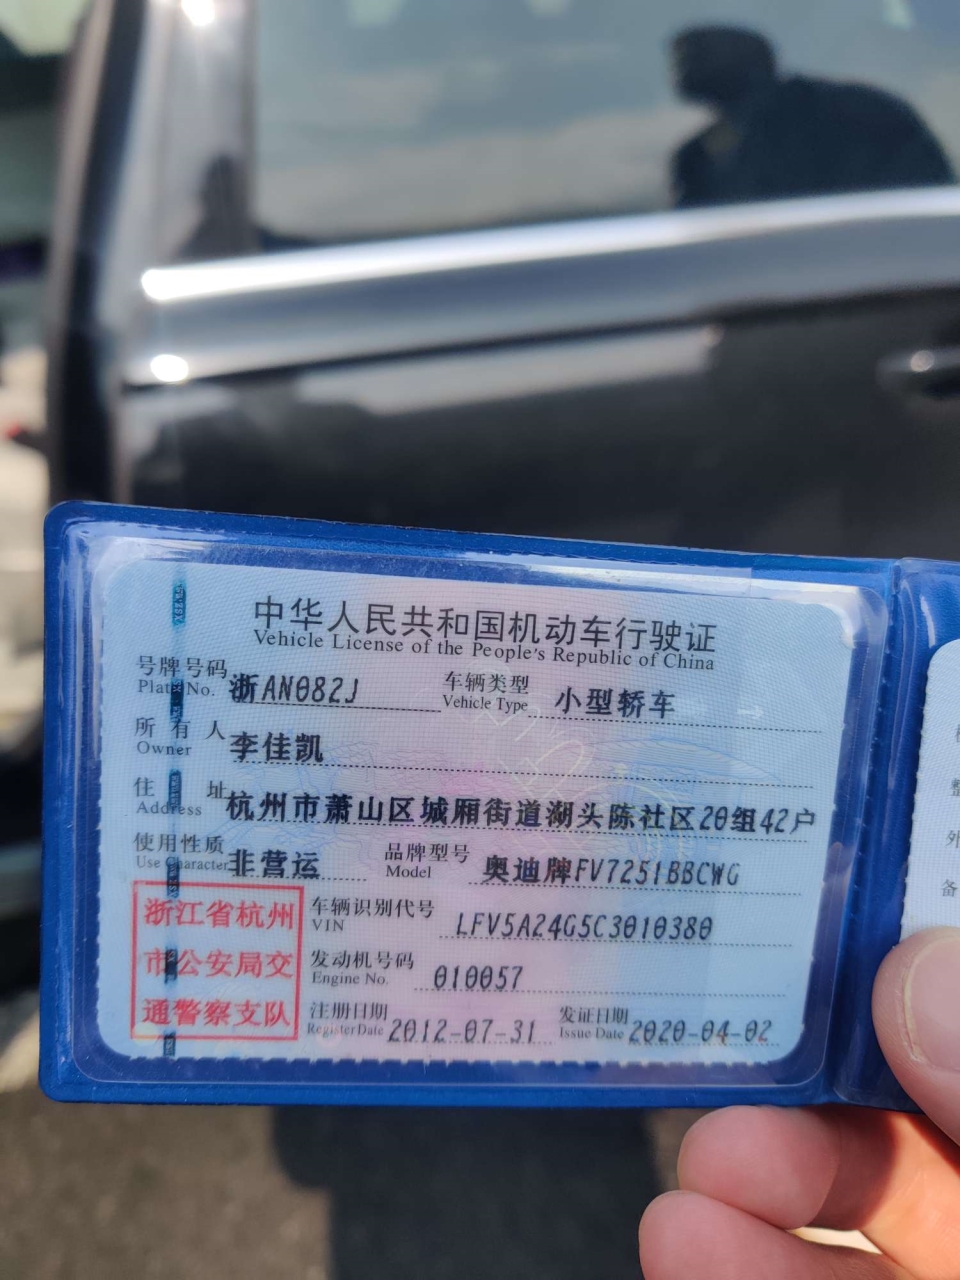 中华人民共和国机动车行驶证
Vehicle License of the People's Republic of China
号牌号码 浙AN082J 车辆类型 小型轿车
Plate No. Vehicle Type
所有人 李佳凯
Owner
住址 杭州市萧山区城厢街道湖头陈社区20组42户
Address
使用性质 非营运 品牌型号 奥迪牌FV7251BBCWG
Use Character Model
浙江省杭州
市公安局交
通警察支队
车辆识别代号 LFV5A24G5C3010380
VIN
发动机号码 010057
Engine No.
注册日期 2012-07-31 发证日期 2020-04-02
Register Date Issue Date
整
外
备